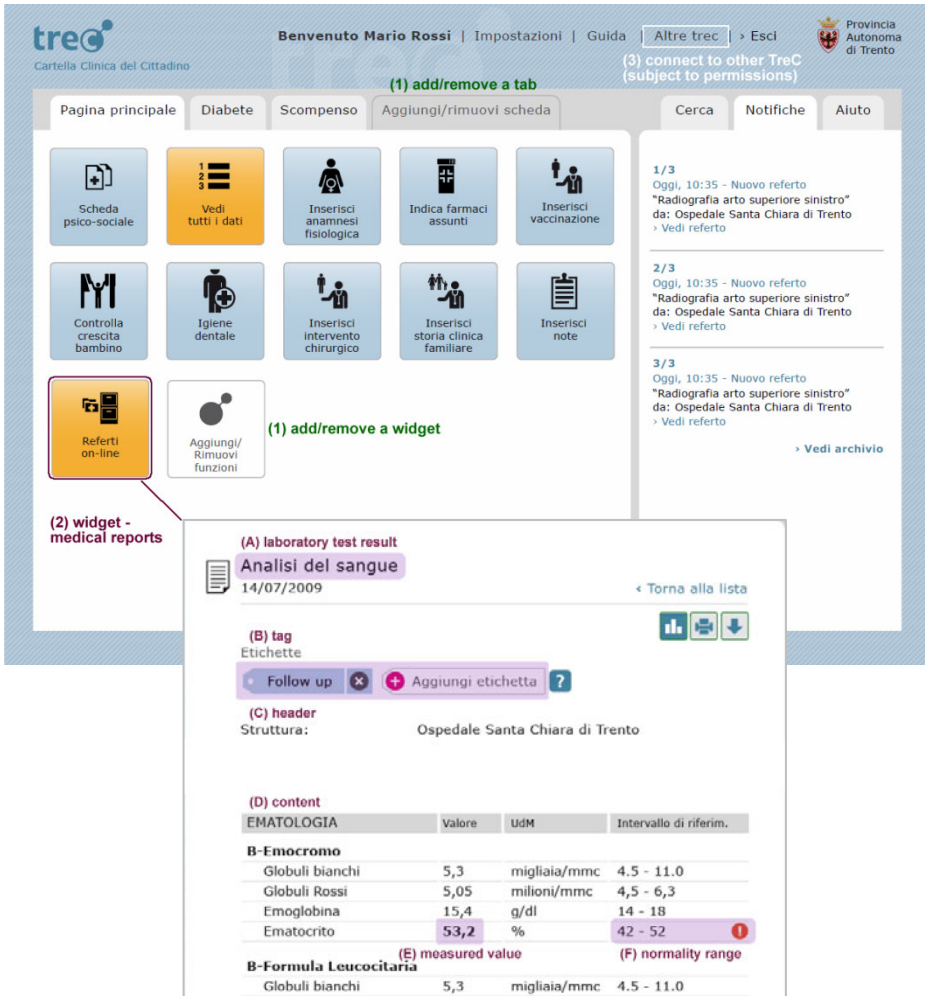 trec
Cartella Clinica del Cittadino
Benvenuto Mario Rossi | Impostazioni | Guida | Altre trec | › Esci
Provincia
Autonoma
di Trento
(3) connect to other TreC
(subject to permissions)
(1) add/remove a tab
Pagina principale
Diabete
Scompenso
Aggiungi/rimuovi scheda
Cerca
Notifiche
Aiuto
Scheda
psico-sociale
1
2
3
Vedi
tutti i dati
Inserisci
anamnesi
fisiologica
Indica farmaci
assunti
Inserisci
vaccinazione
Controlla
crescita
bambino
Igiene
dentale
Inserisci
intervento
chirurgico
Inserisci
storia clinica
familiare
Inserisci
note
Referti
on-line
Aggiungi/
Rimuovi
funzioni
(1) add/remove a widget
1/3
Oggi, 10:35 - Nuovo referto
"Radiografia arto superiore sinistro"
da: Ospedale Santa Chiara di Trento
› Vedi referto
2/3
Oggi, 10:35 - Nuovo referto
"Radiografia arto superiore sinistro"
da: Ospedale Santa Chiara di Trento
› Vedi referto
3/3
Oggi, 10:35 - Nuovo referto
"Radiografia arto superiore sinistro"
da: Ospedale Santa Chiara di Trento
› Vedi referto
› Vedi archivio
(2) widget -
medical reports
(A) laboratory test result
Analisi del sangue
14/07/2009
‹ Torna alla lista
(B) tag
Etichette
Follow up
Aggiungi etichetta ?
(C) header
Struttura: Ospedale Santa Chiara di Trento
(D) content
EMATOLOGIA Valore UdM Intervallo di riferim.
B-Emocromo
Globuli bianchi 5,3 migliaia/mmc 4.5 - 11.0
Globuli Rossi 5,05 milioni/mmc 4,5 - 6,3
Emoglobina 15,4 g/dl 14 - 18
Ematocrito 53,2 % 42 - 52 !
(E) measured value (F) normality range
B-Formula Leucocitaria
Globuli bianchi 5,3 migliaia/mmc 4.5 - 11.0